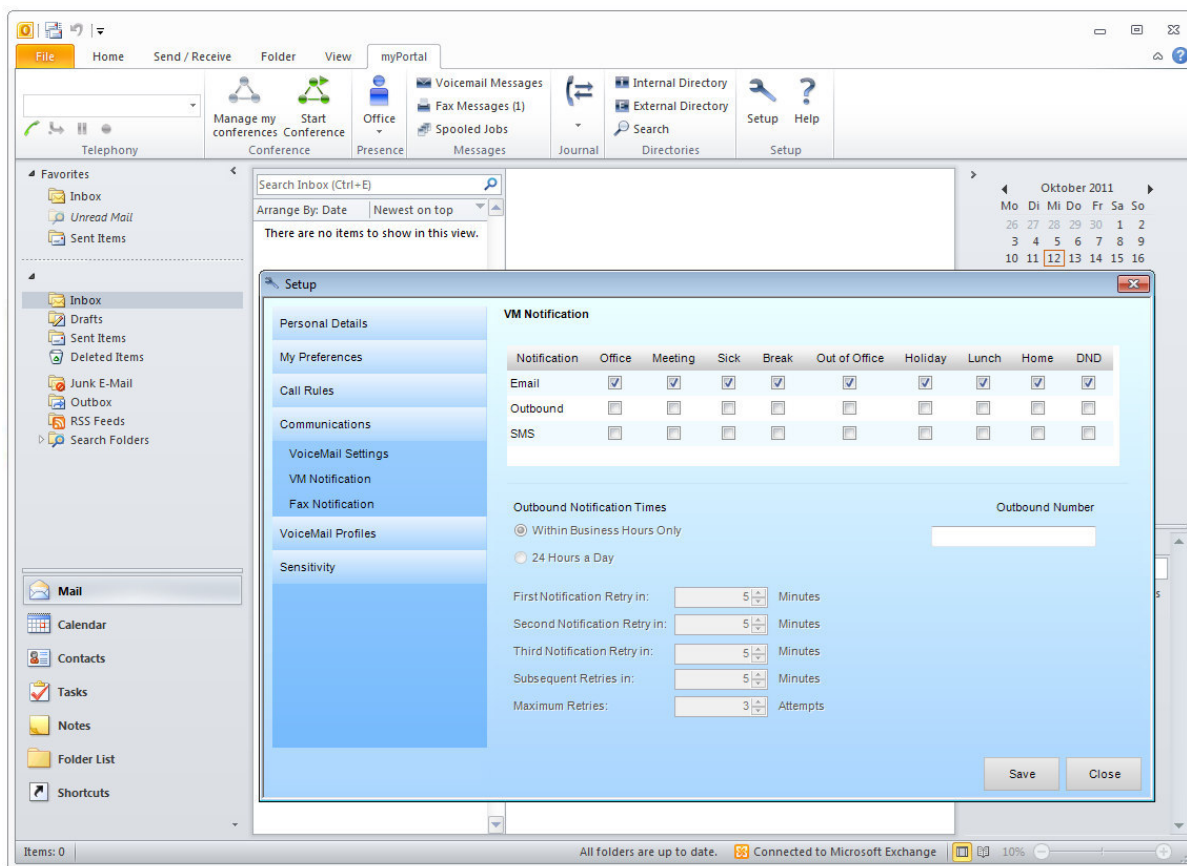 File Home Send / Receive Folder View myPortal
Manage my conferences
Start Conference
Office
Voicemail Messages
Fax Messages (1)
Spooled Jobs
Internal Directory
External Directory
Search
Setup
Help
Telephony Conference Presence Messages Journal Directories Setup
Favorites
Inbox
Unread Mail
Sent Items
Inbox
Drafts
Sent Items
Deleted Items
Junk E-Mail
Outbox
RSS Feeds
Search Folders
Mail
Calendar
Contacts
Tasks
Notes
Folder List
Shortcuts
Search Inbox (Ctrl+E)
Arrange By: Date Newest on top
There are no items to show in this view.
Oktober 2011
Mo Di Mi Do Fr Sa So
26 27 28 29 30 1 2
3 4 5 6 7 8 9
10 11 12 13 14 15 16
Setup
Personal Details
My Preferences
Call Rules
Communications
VoiceMail Settings
VM Notification
Fax Notification
VoiceMail Profiles
Sensitivity
VM Notification
Notification Office Meeting Sick Break Out of Office Holiday Lunch Home DND
Email
Outbound
SMS
Outbound Notification Times
Outbound Number
Within Business Hours Only
24 Hours a Day
First Notification Retry in: 5 Minutes
Second Notification Retry in: 5 Minutes
Third Notification Retry in: 5 Minutes
Subsequent Retries in: 5 Minutes
Maximum Retries: 3 Attempts
Save Close
Items: 0 All folders are up to date. Connected to Microsoft Exchange 10%